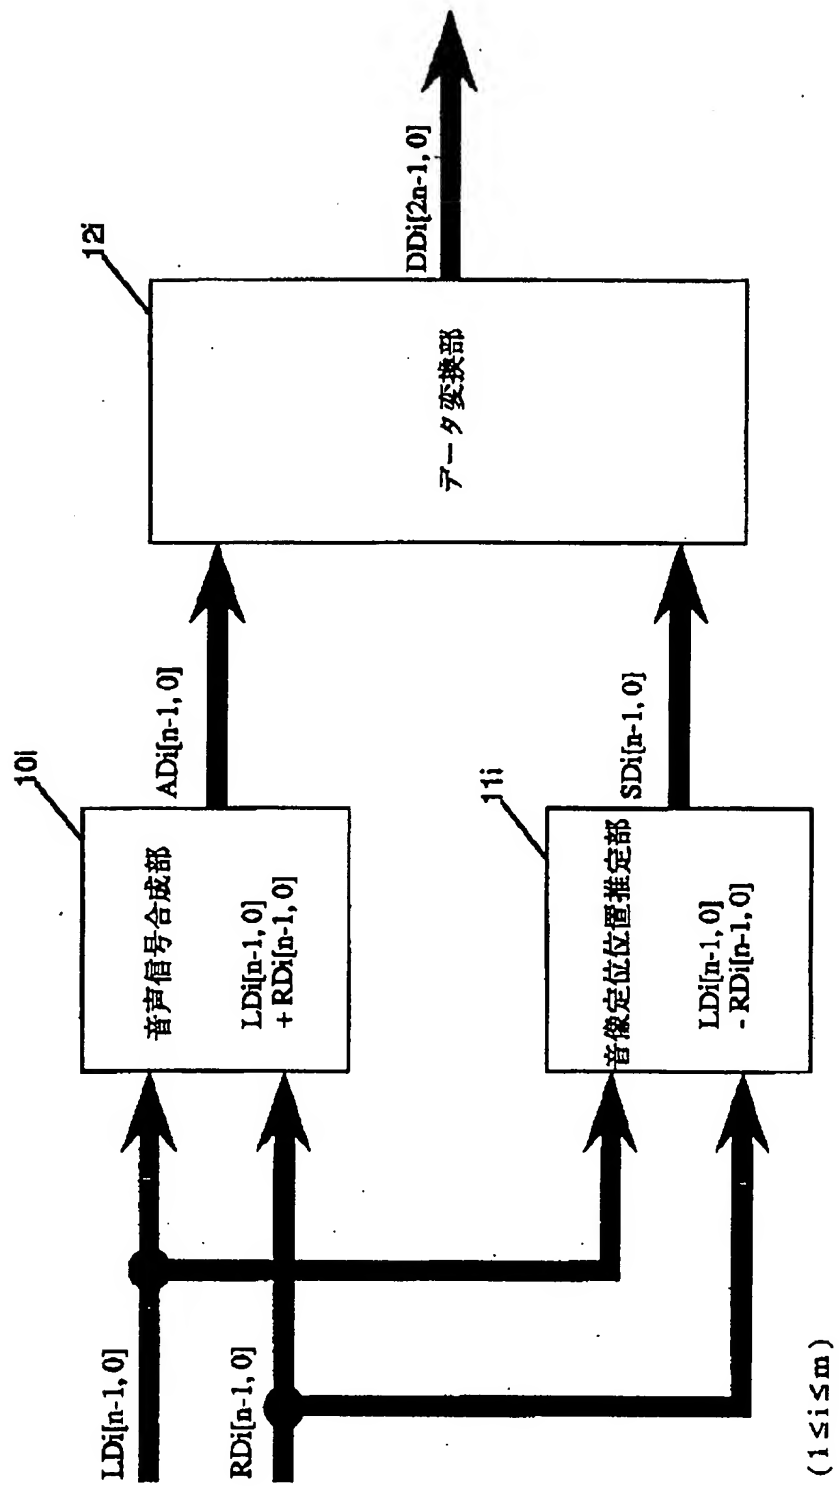 LDi[n-1, 0]
RDi[n-1, 0]
10i
音声信号合成部
LDi[n-1, 0]
+ RDi[n-1, 0]
ADi[n-1, 0]
11i
音像定位位置推定部
LDi[n-1, 0]
- RDi[n-1, 0]
SDi[n-1, 0]
12i
データ変換部
DDi[2n-1, 0]
(1≤i≤m)